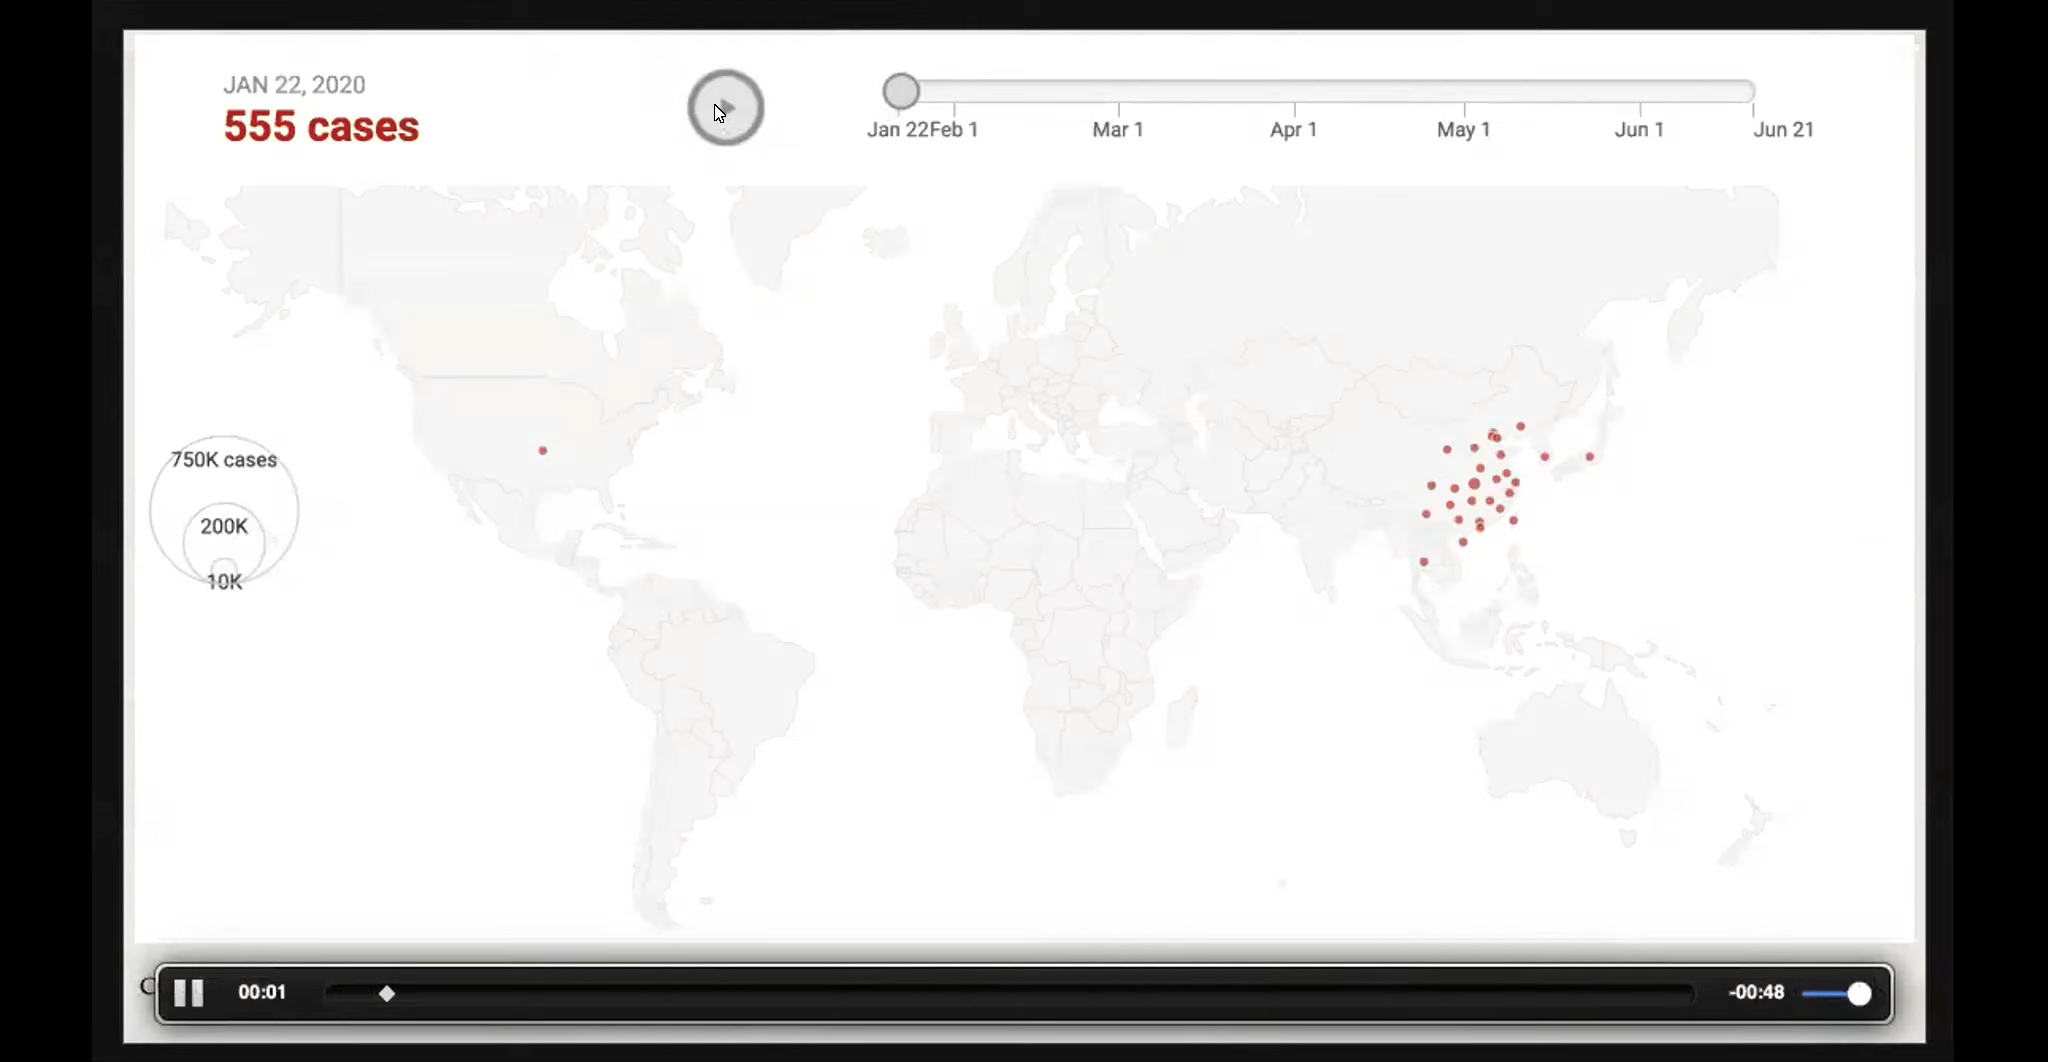 JAN 22, 2020
555 cases
Jan 22 Feb 1 Mar 1 Apr 1 May 1 Jun 1 Jun 21
750K cases
200K
10K
00:01 -00:48